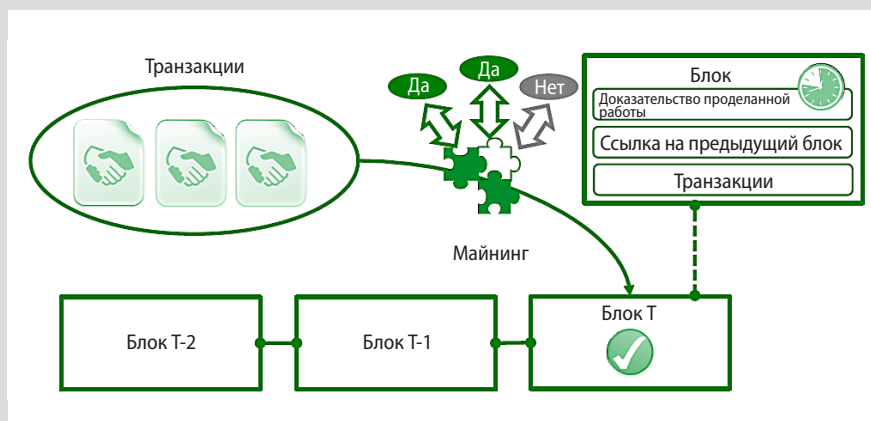 Транзакции
Да
Да
Нет
Блок
Доказательство проделанной
работы
Ссылка на предыдущий блок
Транзакции
Майнинг
Блок Т-2
Блок Т-1
Блок Т